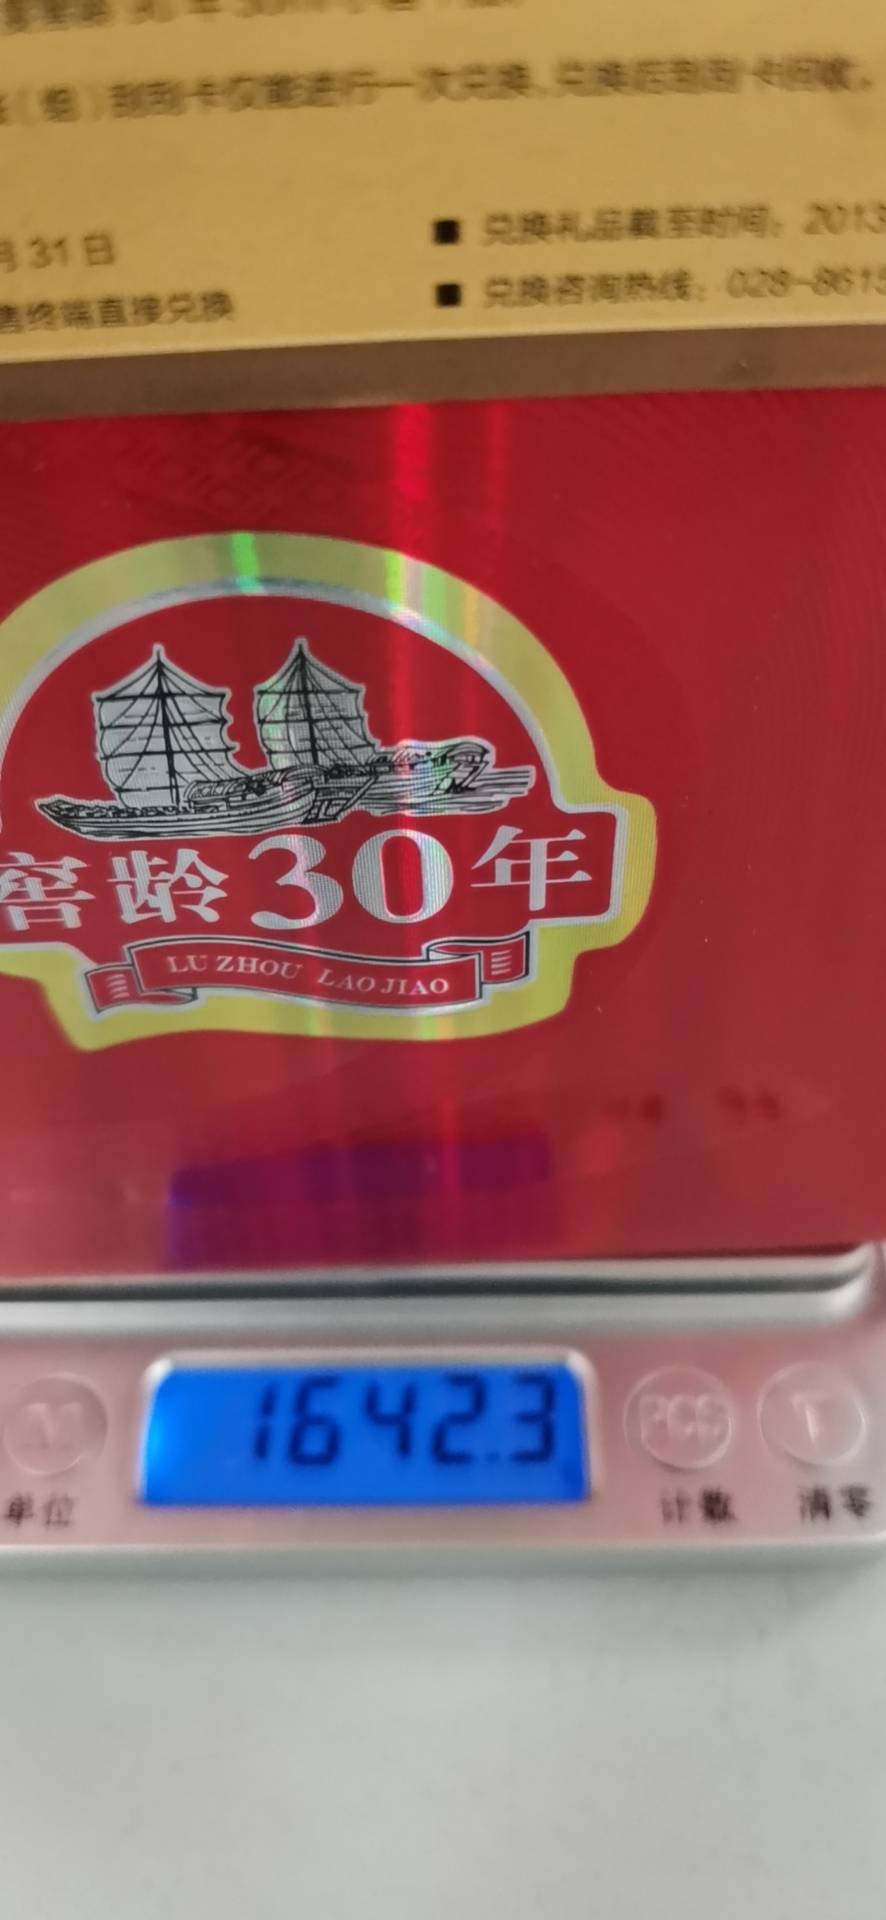 刮刮卡仅能进行一次兑换,兑换后刮刮卡回收。
月31日
■ 兑换礼品截至时间:2013
售终端直接兑换
■ 兑换咨询热线:028-8615
窖龄30年
LU ZHOU LAO JIAO
1642.3
PCS
T
单位
计数
清零